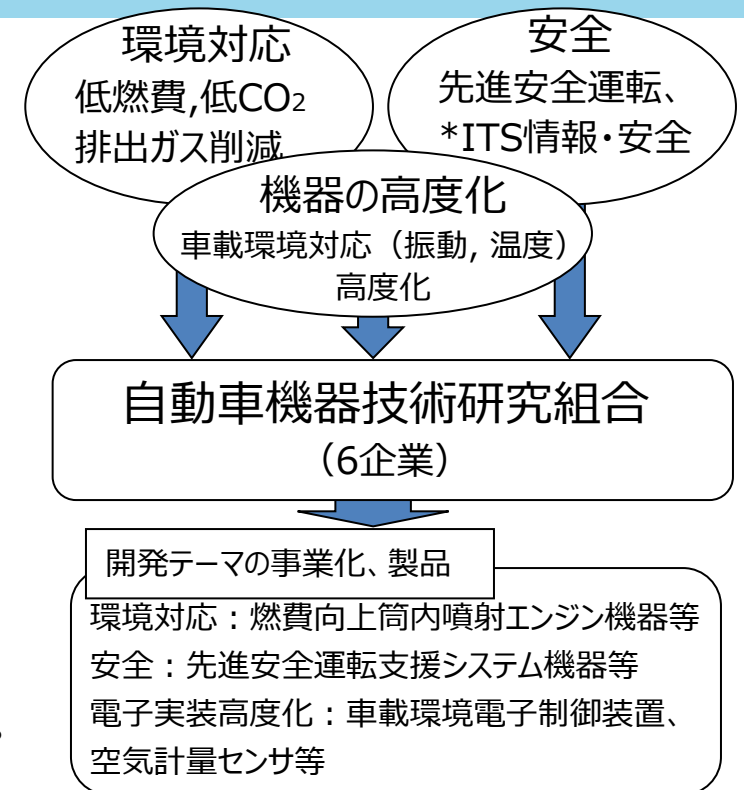 環境対応
低燃費,低CO2
排出ガス削減
安全
先進安全運転、
*ITS情報・安全
機器の高度化
車載環境対応（振動, 温度）
高度化
自動車機器技術研究組合
（6企業）
開発テーマの事業化、製品
環境対応：燃費向上筒内噴射エンジン機器等
安全：先進安全運転支援システム機器等
電子実装高度化：車載環境電子制御装置、
空気計量センサ等
。